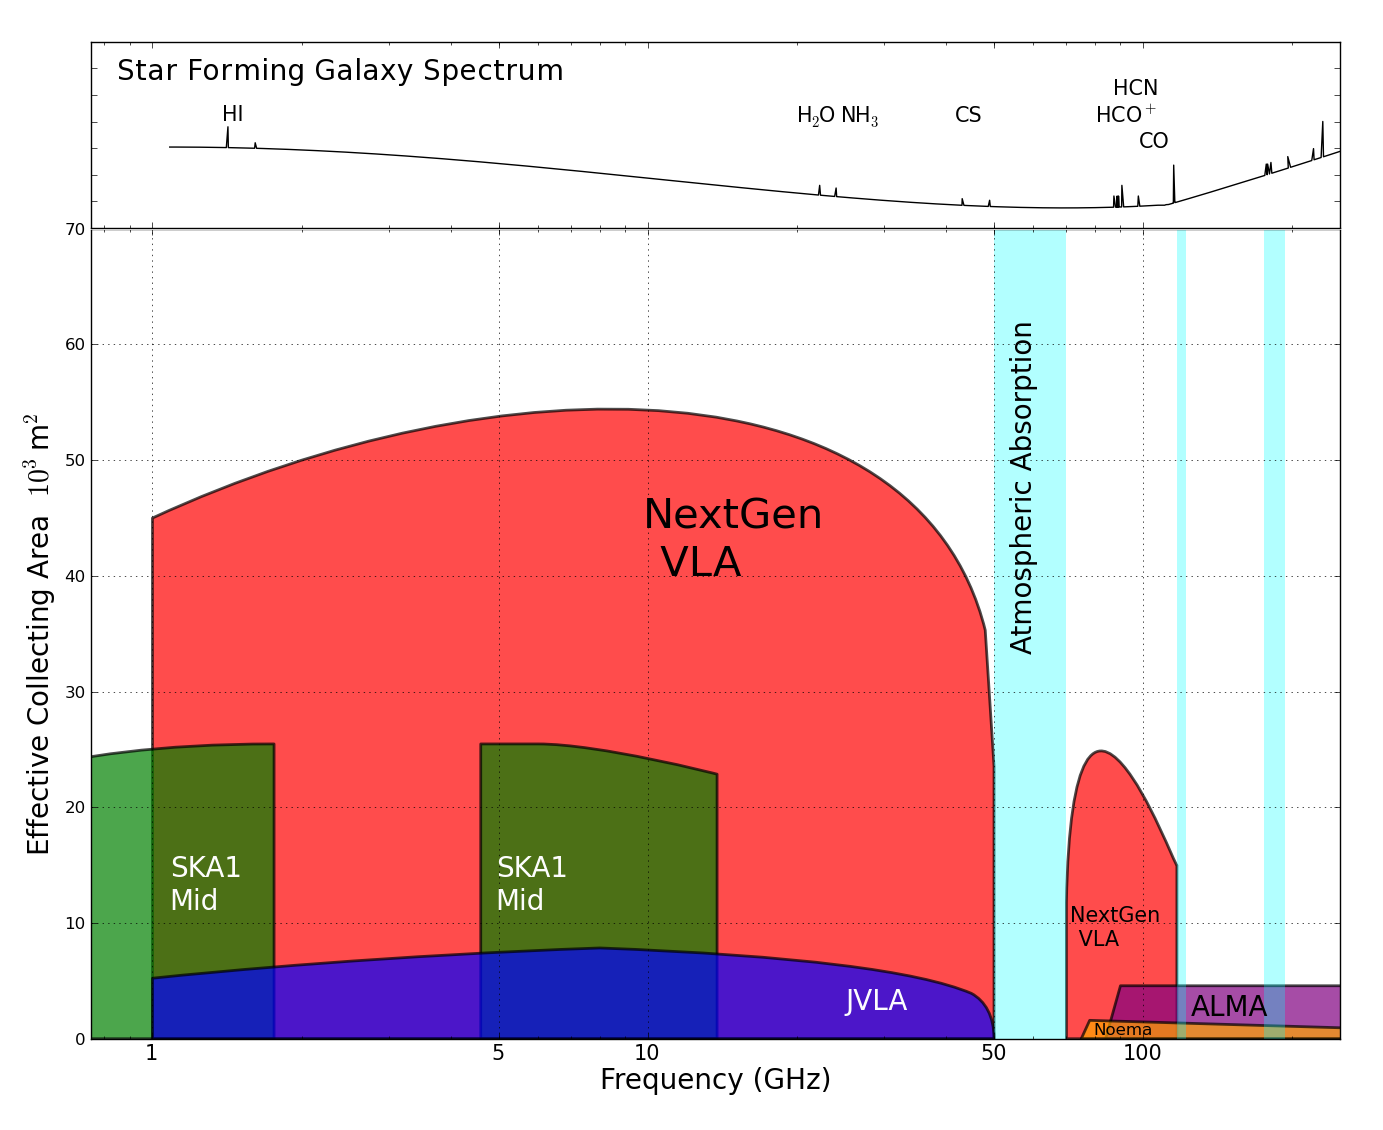 Star Forming Galaxy Spectrum
HCN
HI
H₂O NH₃
CS
HCO⁺
CO
70
60
50
40
30
20
10
0
Effective Collecting Area 10³ m²
Atmospheric Absorption
NextGen
VLA
SKA1
Mid
SKA1
Mid
NextGen
VLA
JVLA
ALMA
Noema
1
5
10
50
100
Frequency (GHz)